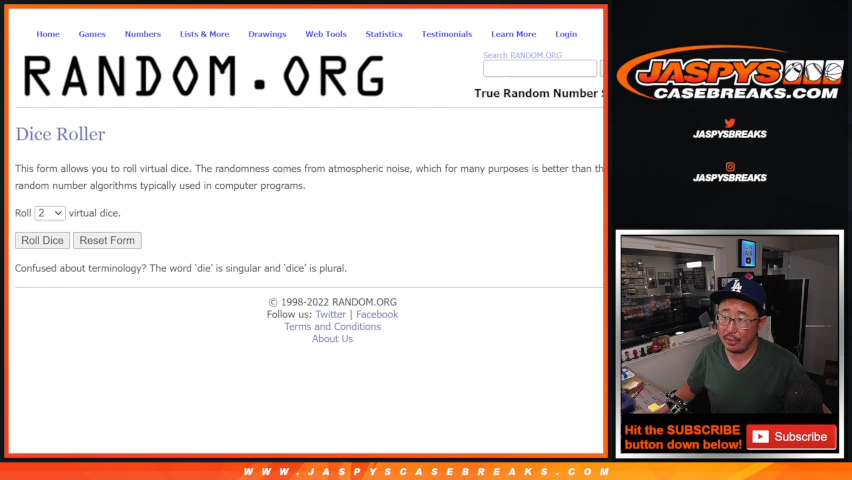 Home Games Numbers Lists & More Drawings Web Tools Statistics Testimonials Learn More Login
RANDOM.ORG
Search RANDOM.ORG
True Random Number S
Dice Roller
This form allows you to roll virtual dice. The randomness comes from atmospheric noise, which for many purposes is better than th
random number algorithms typically used in computer programs.
Roll 2 virtual dice.
Roll Dice Reset Form
Confused about terminology? The word 'die' is singular and 'dice' is plural.
© 1998-2022 RANDOM.ORG
Follow us: Twitter | Facebook
Terms and Conditions
About Us
JASPYS
CASEBREAKS.COM
JASPYSBREAKS
JASPYSBREAKS
LA
Hit the SUBSCRIBE
button down below!
Subscribe
WWW.JASPYSCASEBREAKS.COM